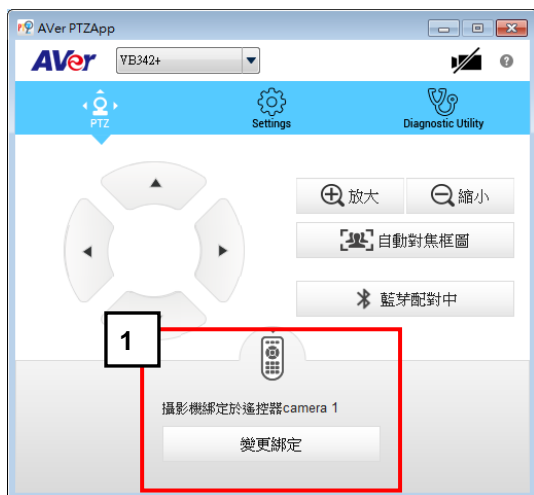 AVer PTZApp
AVer
VB342+
PTZ
Settings
Diagnostic Utility
放大
縮小
自動對焦框圖
藍芽配對中
1
攝影機綁定於遙控器camera 1
變更綁定